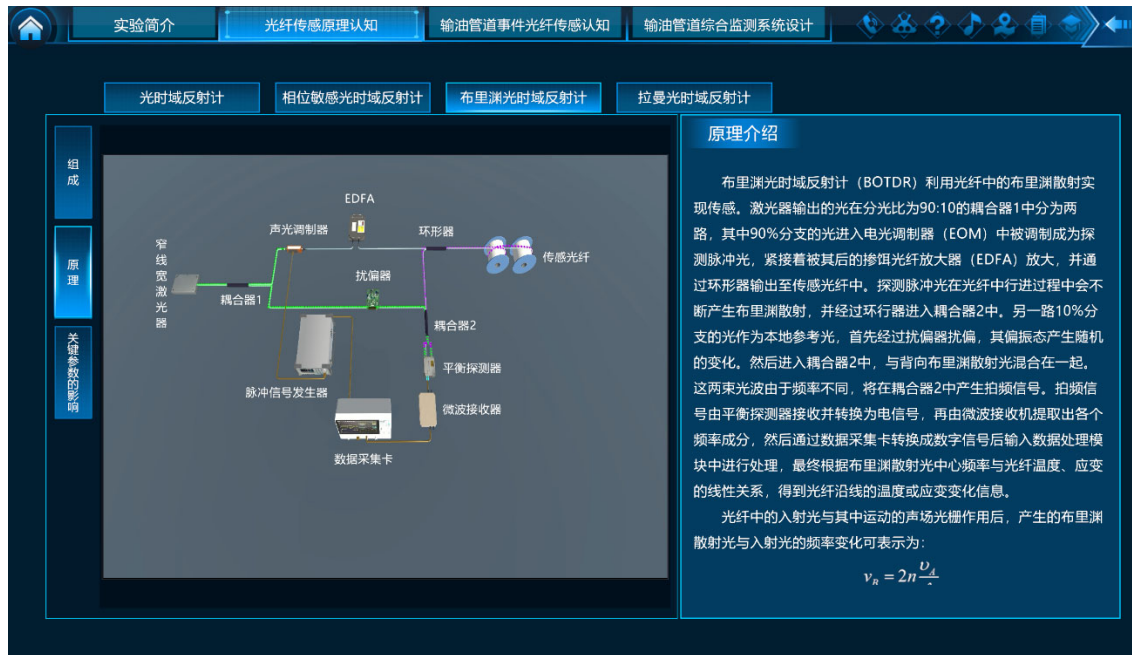 实验简介
光纤传感原理认知
输油管道事件光纤传感认知
输油管道综合监测系统设计
光时域反射计
相位敏感光时域反射计
布里渊光时域反射计
拉曼光时域反射计
组成
原理
关键参数的影响
EDFA
声光调制器
环形器
窄线宽激光器
扰偏器
传感光纤
耦合器1
耦合器2
平衡探测器
脉冲信号发生器
微波接收器
数据采集卡
原理介绍
布里渊光时域反射计（BOTDR）利用光纤中的布里渊散射实
现传感。激光器输出的光在分光比为90:10的耦合器1中分为两
路，其中90%分支的光进入电光调制器（EOM）中被调制成为探
测脉冲光，紧接着被其后的掺饵光纤放大器（EDFA）放大，并通
过环形器输出至传感光纤中。探测脉冲光在光纤中行进过程中会不
断产生布里渊散射，并经过环行器进入耦合器2中。另一路10%分
支的光作为本地参考光，首先经过扰偏器扰偏，其偏振态产生随机
的变化。然后进入耦合器2中，与背向布里渊散射光混合在一起。
这两束光波由于频率不同，将在耦合器2中产生拍频信号。拍频信
号由平衡探测器接收并转换为电信号，再由微波接收机提取出各个
频率成分，然后通过数据采集卡转换成数字信号后输入数据处理模
块中进行处理，最终根据布里渊散射光中心频率与光纤温度、应变
的线性关系，得到光纤沿线的温度或应变变化信息。
光纤中的入射光与其中运动的声场光栅作用后，产生的布里渊
散射光与入射光的频率变化可表示为：
v_B = 2n υ_A